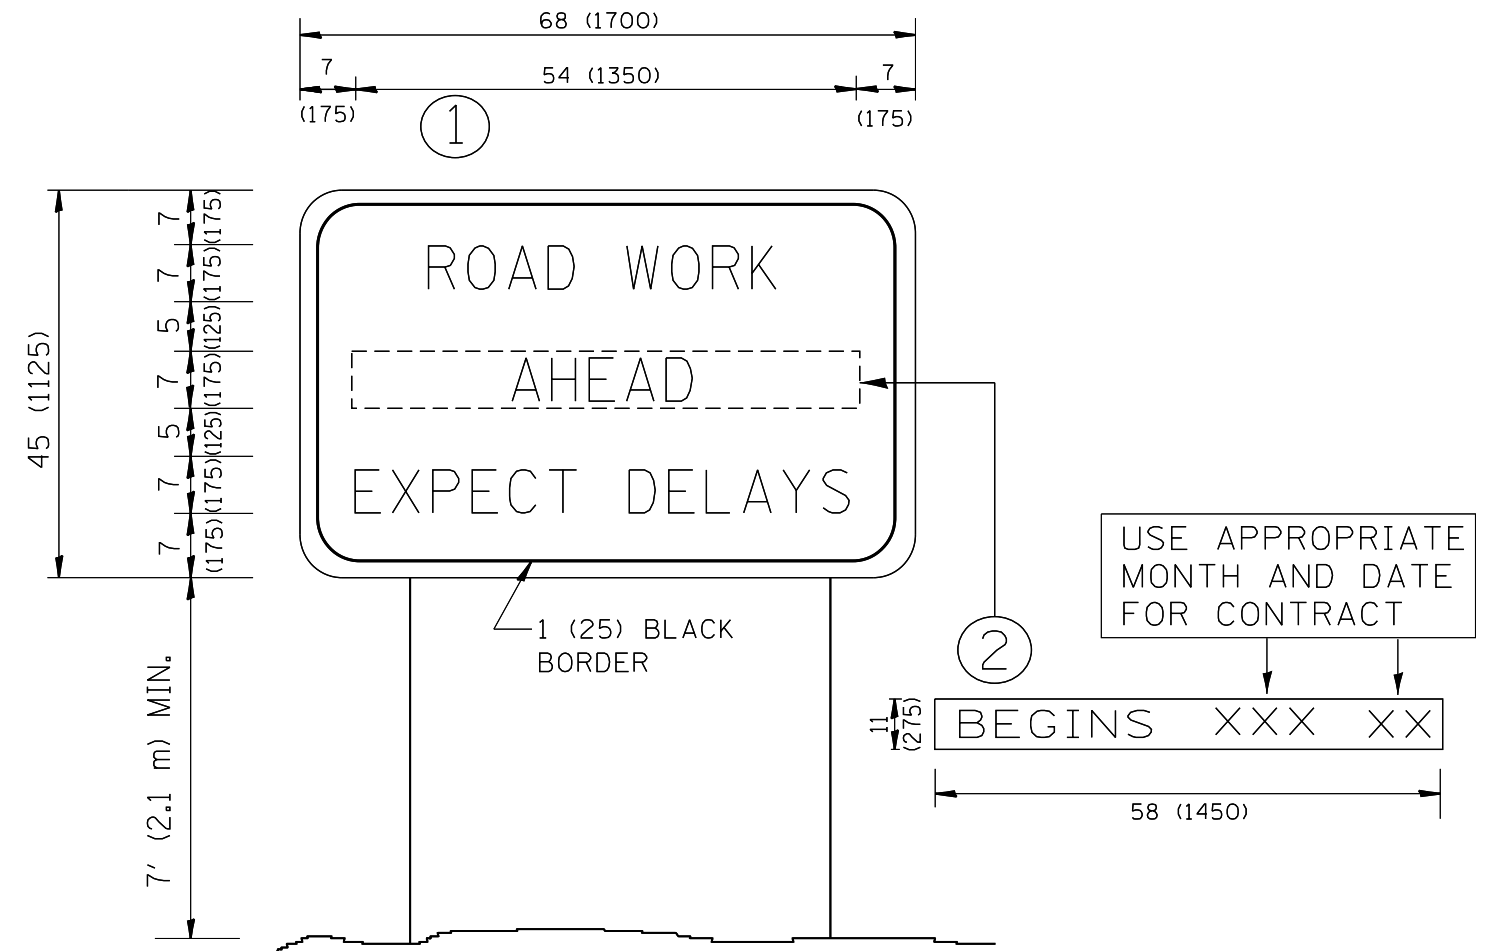 68 (1700)
7 54 (1350) 7
(175) (175)
1
7 (175)
7 (175)
5 (125)
7 (175)
5 (125)
7 (175)
7 (175)
45 (1125)
ROAD WORK
AHEAD
EXPECT DELAYS
1 (25) BLACK
BORDER
7' (2.1 m) MIN.
2
USE APPROPRIATE
MONTH AND DATE
FOR CONTRACT
11
(275)
BEGINS XXX XX
58 (1450)